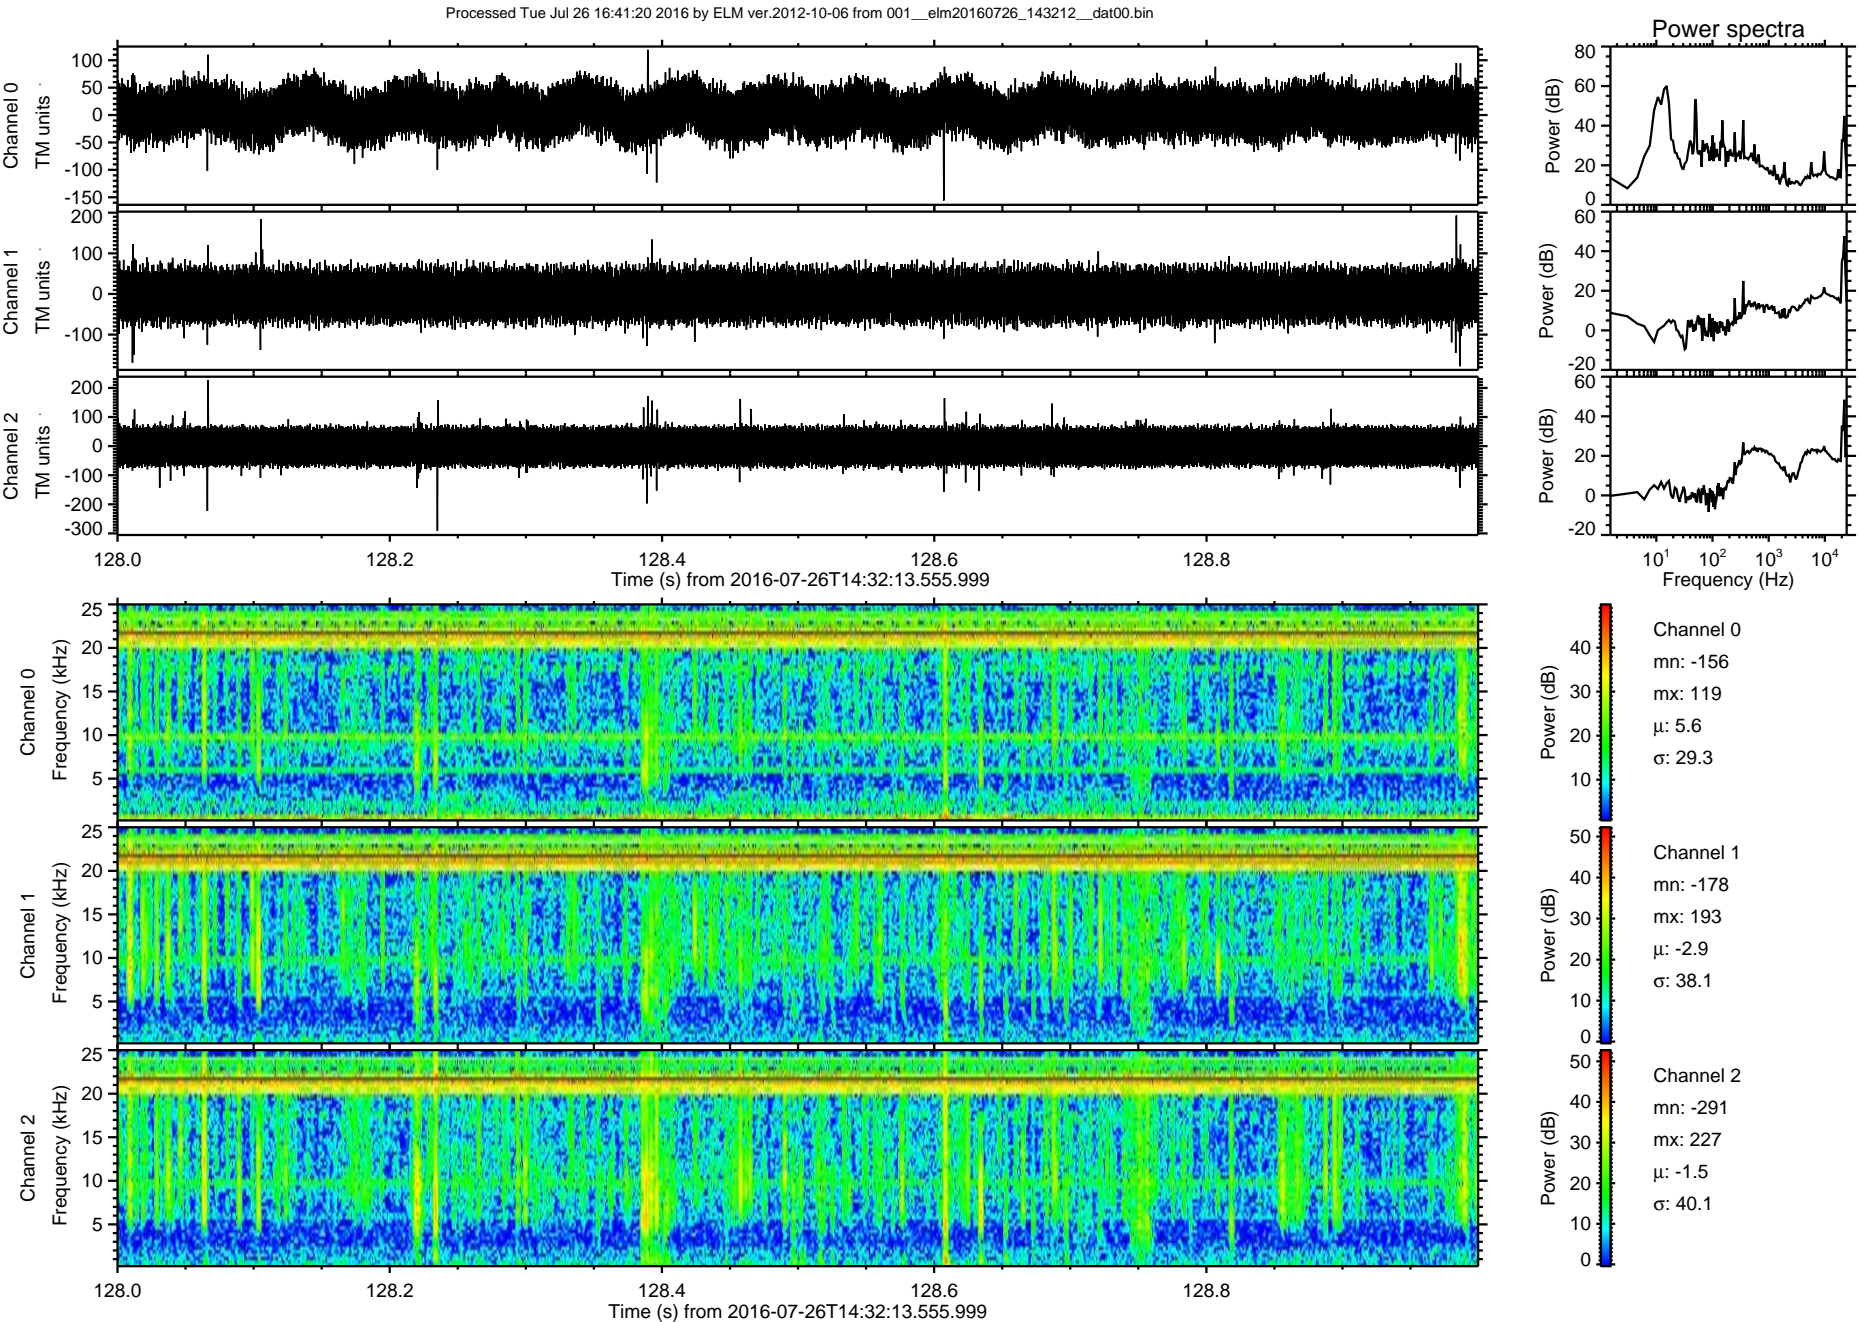 Processed Tue Jul 26 16:41:20 2016 by ELM ver.2012-10-06 from 001__elm20160726_143212__dat00.bin
Power spectra
Channel 0
TM units
100
50
0
-50
-100
-150
Power (dB)
80
60
40
20
0
Channel 1
TM units
200
100
0
-100
Power (dB)
60
40
20
0
-20
Channel 2
TM units
200
100
0
-100
-200
-300
Power (dB)
60
40
20
0
-20
128.0 128.2 128.4 128.6 128.8
Time (s) from 2016-07-26T14:32:13.555.999
10^1 10^2 10^3 10^4
Frequency (Hz)
Channel 0
Frequency (kHz)
25
20
15
10
5
Power (dB)
40
30
20
10
Channel 0
mn: -156
mx: 119
μ: 5.6
σ: 29.3
Channel 1
Frequency (kHz)
25
20
15
10
5
Power (dB)
50
40
30
20
10
0
Channel 1
mn: -178
mx: 193
μ: -2.9
σ: 38.1
Channel 2
Frequency (kHz)
25
20
15
10
5
Power (dB)
50
40
30
20
10
0
Channel 2
mn: -291
mx: 227
μ: -1.5
σ: 40.1
128.0 128.2 128.4 128.6 128.8
Time (s) from 2016-07-26T14:32:13.555.999